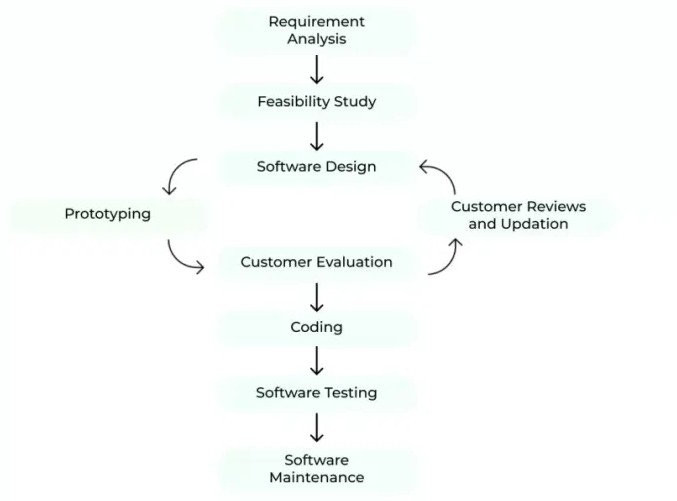 Requirement
Analysis
Feasibility Study
Software Design
Prototyping
Customer Reviews
and Updation
Customer Evaluation
Coding
Software Testing
Software
Maintenance